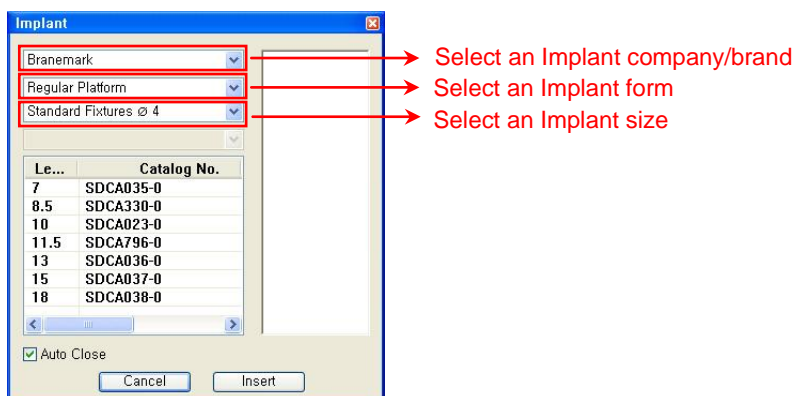 Implant
Branemark
Select an Implant company/brand
Regular Platform
Select an Implant form
Standard Fixtures ∅ 4
Select an Implant size
Le... Catalog No.
7 SDCA035-0
8.5 SDCA330-0
10 SDCA023-0
11.5 SDCA796-0
13 SDCA036-0
15 SDCA037-0
18 SDCA038-0
Auto Close
Cancel Insert